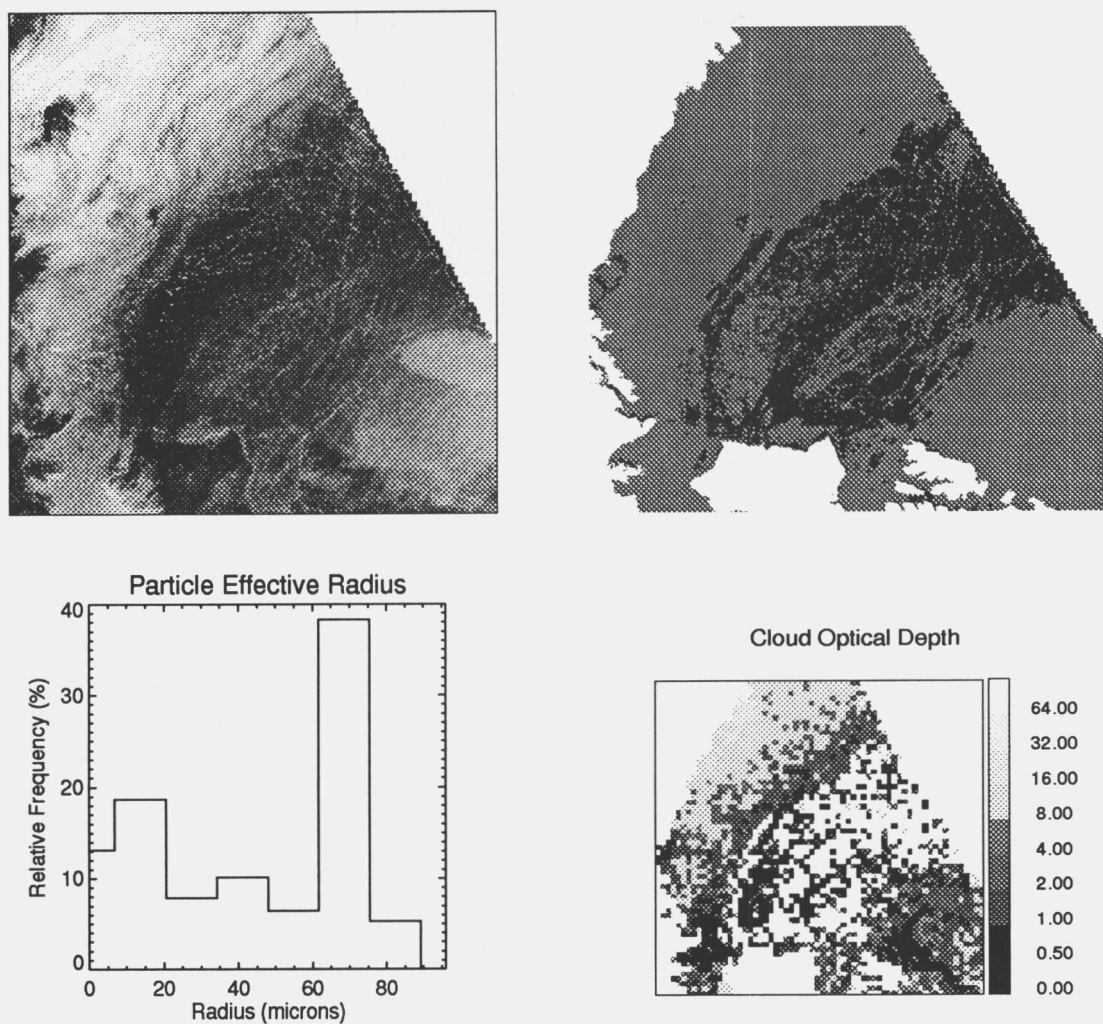 Particle Effective Radius
40
30
20
10
0
Relative Frequency (%)
0 20 40 60 80
Radius (microns)
Cloud Optical Depth
64.00
32.00
16.00
8.00
4.00
2.00
1.00
0.50
0.00